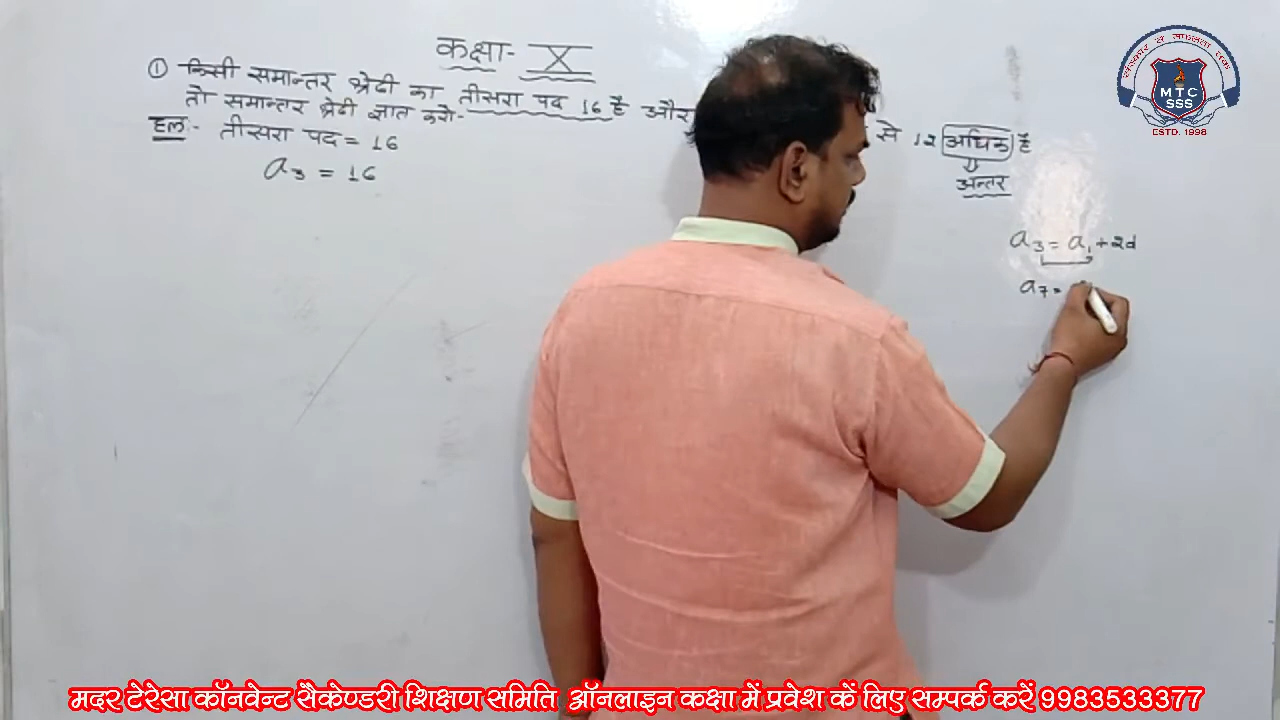 कक्षा- X
① किसी समान्तर श्रेढी का तीसरा पद 16 है और से 12 अधिक है
तो समान्तर श्रेढी ज्ञात करो-
अन्तर
हल:- तीसरा पद = 16
a₃ = 16
a₃ = a₁ + 2d
a₇ =
MTC
SSS
ESTD. 1998
मदर टेरेसा कॉनवेन्ट सैकेण्डरी शिक्षण समिति ऑनलाइन कक्षा में प्रवेश कें लिए सम्पर्क करें 9983533377